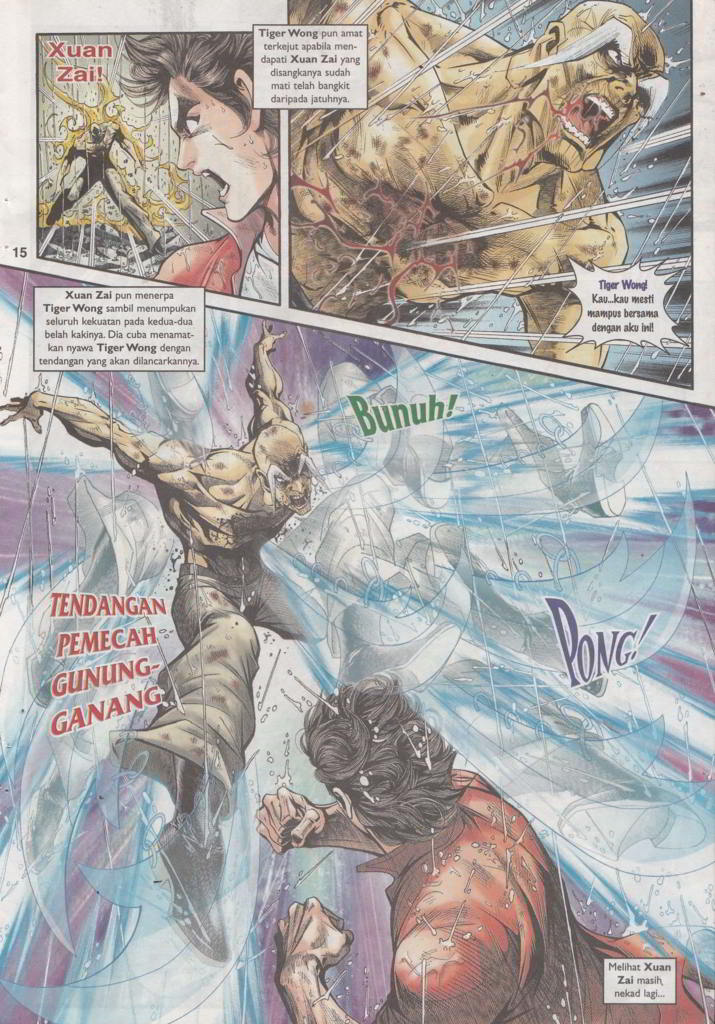 Xuan
Zai!
Tiger Wong pun amat
terkejut apabila men-
dapati Xuan Zai yang
disangkanya sudah
mati telah bangkit
daripada jatuhnya.
Tiger Wong!
Kau...kau mesti
mampus bersama
dengan aku ini!
15
Xuan Zai pun menerpa
Tiger Wong sambil menumpukan
seluruh kekuatan pada kedua-dua
belah kakinya. Dia cuba menamat-
kan nyawa Tiger Wong dengan
tendangan yang akan dilancarkannya.
Bunuh!
TENDANGAN
PEMECAH
GUNUNG-
GANANG
PONG!
Melihat Xuan
Zai masih
nekad lagi...